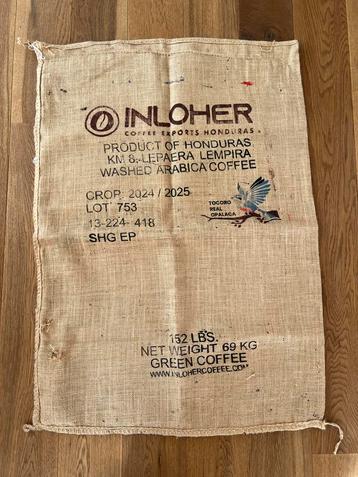 INLOHER
COFFEE EXPORTS HONDURAS
PRODUCT OF HONDURAS
KM 8,- LEPAERA LEMPIRA
WASHED ARABICA COFFEE
CROP: 2024 / 2025
LOT 753
13-224- 418
SHG EP
TOGORO
REAL
OPALACA
152 LBS.
NET WEIGHT 69 KG
GREEN COFFEE
WWW.INLOHERCOFFEE.COM